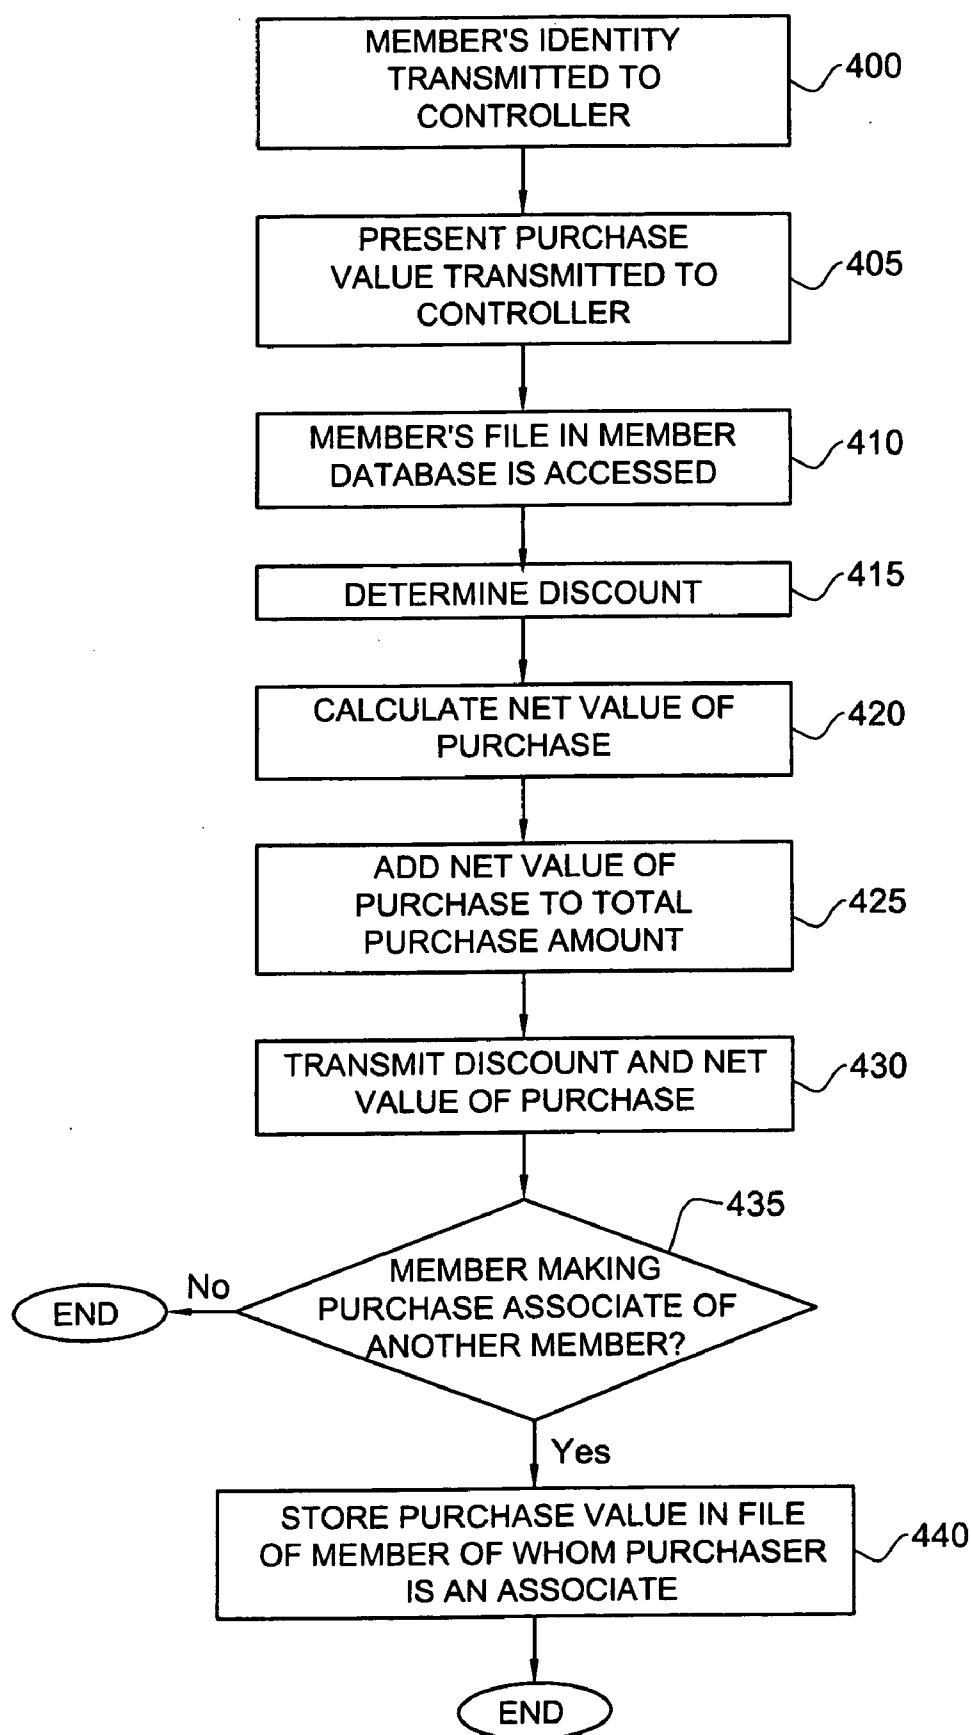 MEMBER'S IDENTITY
TRANSMITTED TO
CONTROLLER
400
PRESENT PURCHASE
VALUE TRANSMITTED TO
CONTROLLER
405
MEMBER'S FILE IN MEMBER
DATABASE IS ACCESSED
410
DETERMINE DISCOUNT
415
CALCULATE NET VALUE OF
PURCHASE
420
ADD NET VALUE OF
PURCHASE TO TOTAL
PURCHASE AMOUNT
425
TRANSMIT DISCOUNT AND NET
VALUE OF PURCHASE
430
435
MEMBER MAKING
PURCHASE ASSOCIATE OF
ANOTHER MEMBER?
No
END
Yes
STORE PURCHASE VALUE IN FILE
OF MEMBER OF WHOM PURCHASER
IS AN ASSOCIATE
440
END